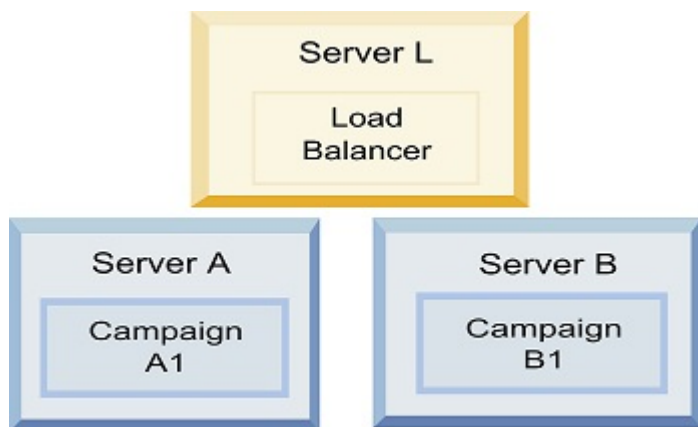 Server L
Load
Balancer
Server A
Campaign
A1
Server B
Campaign
B1